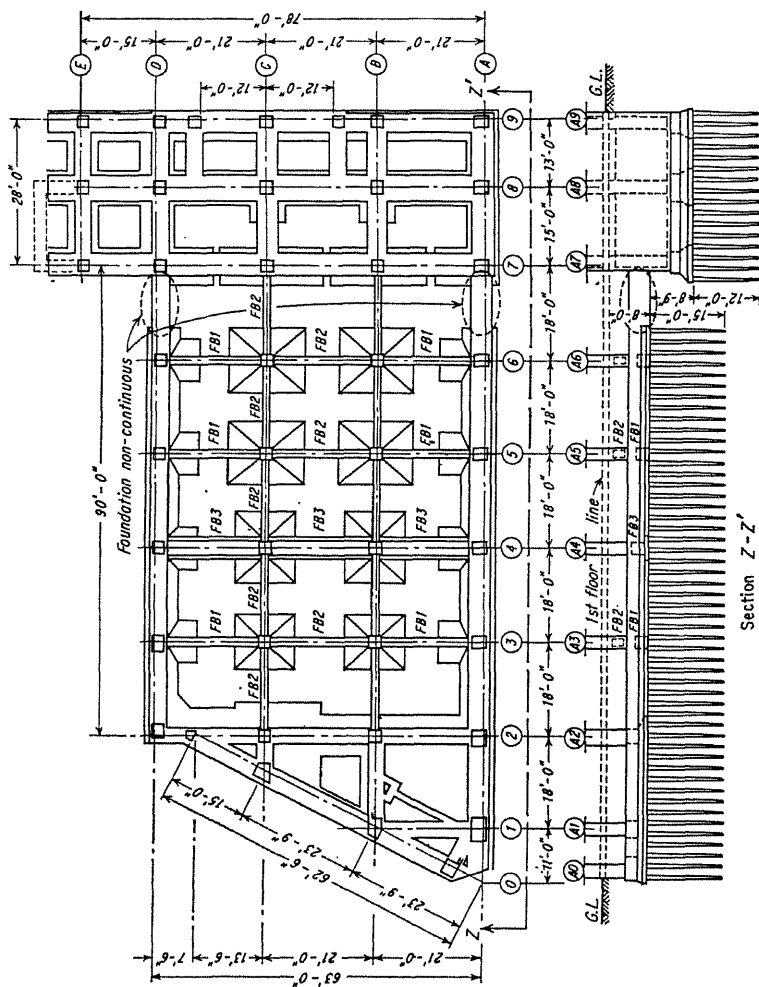 78'-0"
15'-0" 21'-0" 21'-0" 21'-0"
E D C B A
12'-0" 12'-0"
28'-0"
90'-0"
Foundation non-continuous
FB1 FB2 FB2 FB1
FB2
FB1 FB2 FB1
FB2
FB3 FB2 FB3
FB1 FB2 FB1
FB2
15'-0"
23'-9"
62'-6"
23'-9"
7'-6" 13'-6" 21'-0" 21'-0"
63'-0"
Z Z'
0 1 2 3 4 5 6 7 8 9
11'-0" 18'-0" 18'-0" 18'-0" 18'-0" 18'-0" 18'-0" 15'-0" 13'-0"
A0 A1 A2 A3 A4 A5 A6 A7 A8 A9
G.L. G.L.
1st floor line
FB2 FB2
FB1 FB3 FB1
8'-0" 8'-9"
15'-0" 12'-0"
Section Z-Z'